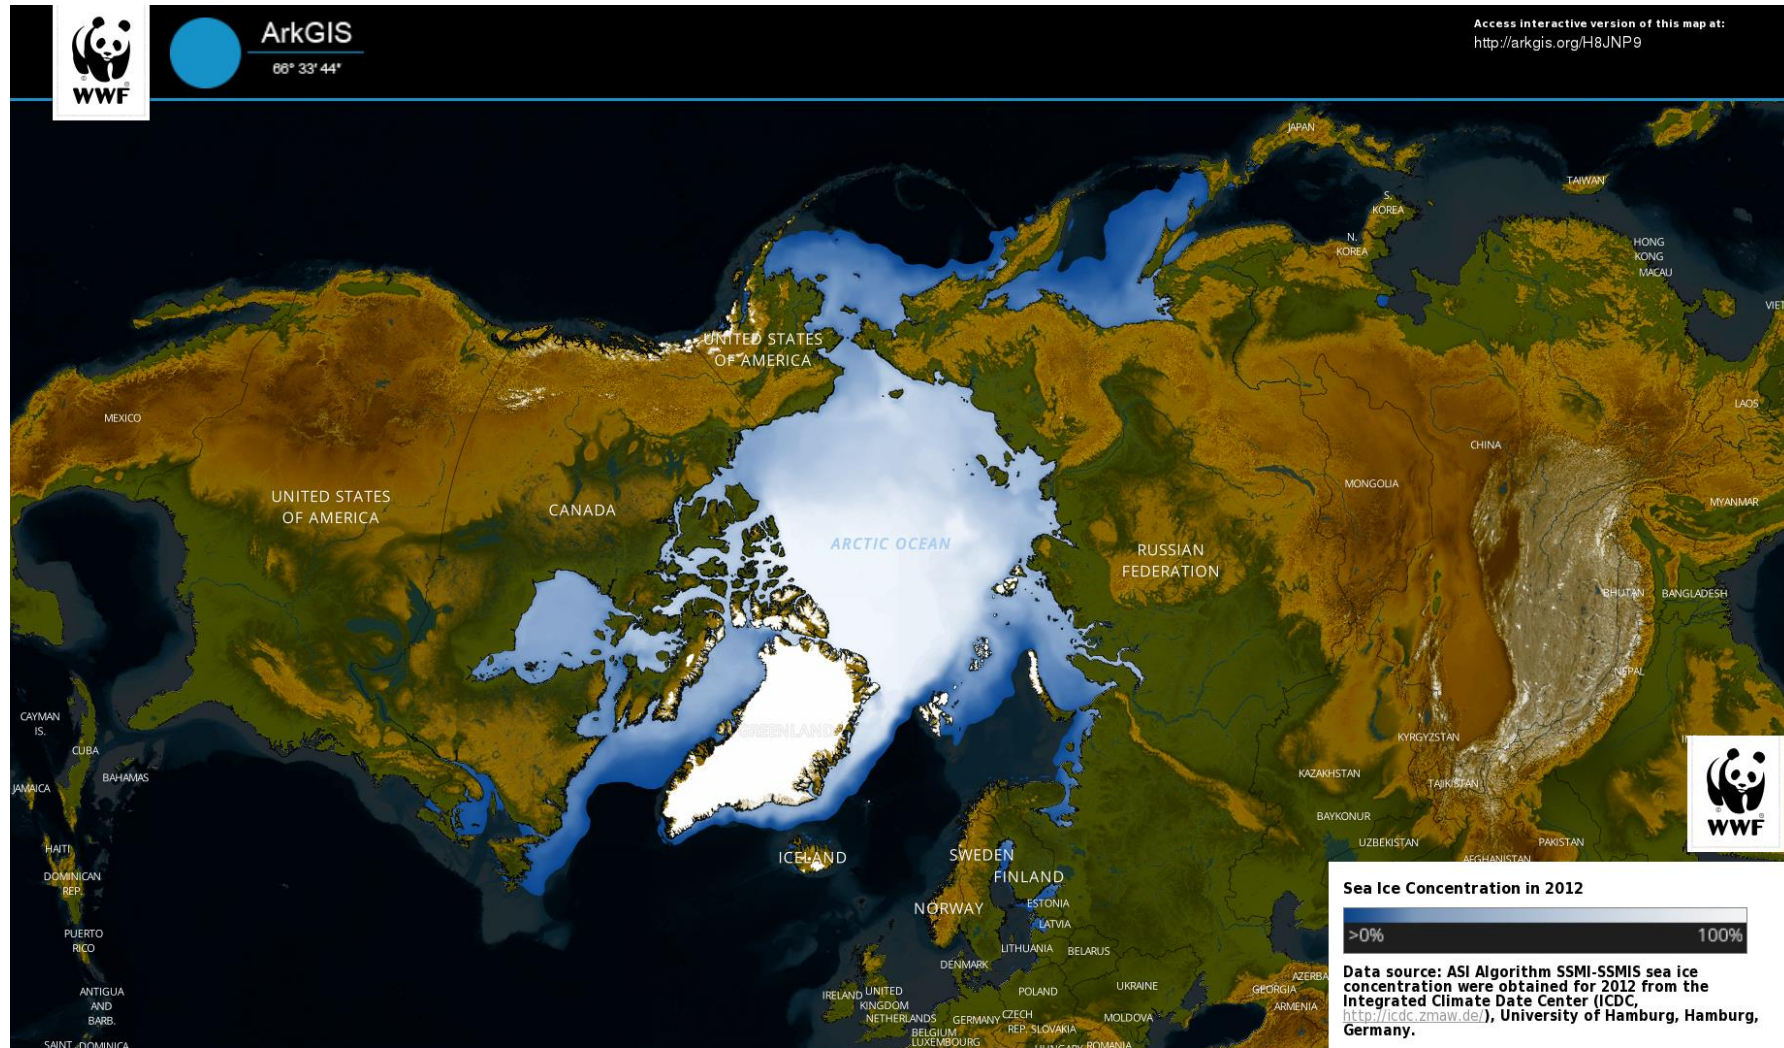 WWF
ArkGIS
66° 33' 44"
Access interactive version of this map at:
http://arkgis.org/H8JNP9
JAPAN
TAIWAN
S.
KOREA
N.
KOREA
HONG
KONG
MACAU
UNITED STATES
OF AMERICA
MEXICO
LAOS
CHINA
MONGOLIA
UNITED STATES
OF AMERICA
CANADA
MYANMAR
ARCTIC OCEAN
RUSSIAN
FEDERATION
BHUTAN
BANGLADESH
NEPAL
CAYMAN
IS.
GREENLAND
KYRGYZSTAN
CUBA
BAHAMAS
JAMAICA
KAZAKHSTAN
TAJIKISTAN
WWF
BAYKONUR
UZBEKISTAN
PAKISTAN
AFGHANISTAN
HAITI
DOMINICAN
REP.
ICELAND
SWEDEN
FINLAND
NORWAY
ESTONIA
LATVIA
LITHUANIA
BELARUS
DENMARK
PUERTO
RICO
ANTIGUA
AND
BARB.
IRELAND
UNITED
KINGDOM
NETHERLANDS
POLAND
UKRAINE
GERMANY
CZECH
REP.
SLOVAKIA
MOLDOVA
BELGIUM
LUXEMBOURG
HUNGARY
ROMANIA
GEORGIA
AZERBA
ARMENIA
SAINT
DOMINICA
Sea Ice Concentration in 2012
>0%
100%
Data source: ASI Algorithm SSMI-SSMIS sea ice
concentration were obtained for 2012 from the
Integrated Climate Date Center (ICDC,
http://icdc.zmaw.de/), University of Hamburg, Hamburg,
Germany.